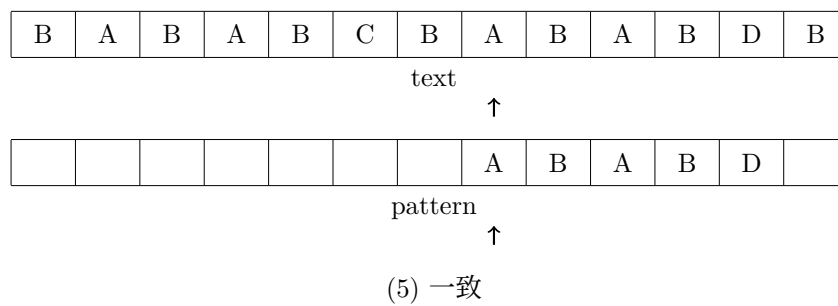 B A B A B C B A B A B D B
text
↑
A B A B D
pattern
↑
(5) 一致